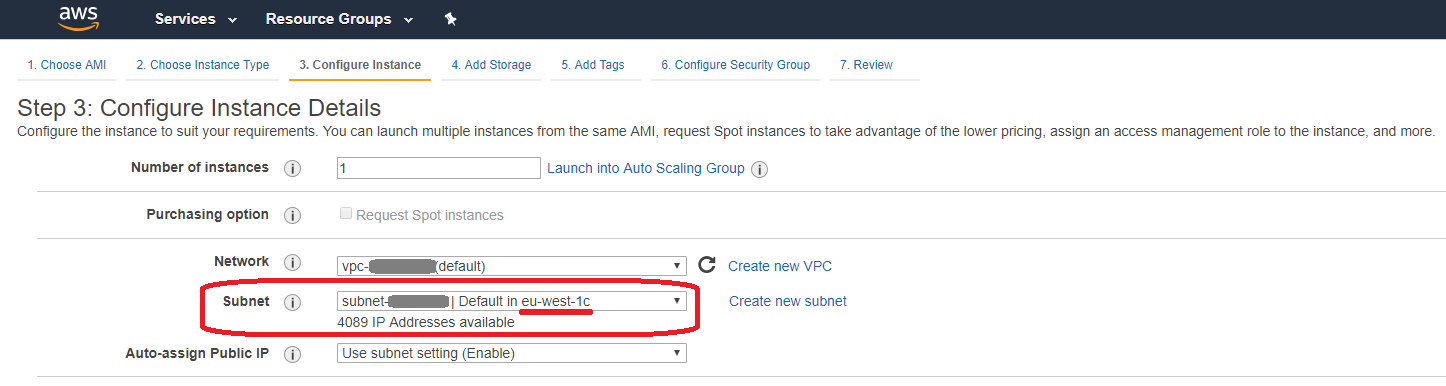 aws Services Resource Groups
1. Choose AMI 2. Choose Instance Type 3. Configure Instance 4. Add Storage 5. Add Tags 6. Configure Security Group 7. Review
Step 3: Configure Instance Details
Configure the instance to suit your requirements. You can launch multiple instances from the same AMI, request Spot instances to take advantage of the lower pricing, assign an access management role to the instance, and more.
Number of instances i 1 Launch into Auto Scaling Group i
Purchasing option i Request Spot instances
Network i vpc- (default) Create new VPC
Subnet i subnet- | Default in eu-west-1c Create new subnet
4089 IP Addresses available
Auto-assign Public IP i Use subnet setting (Enable)